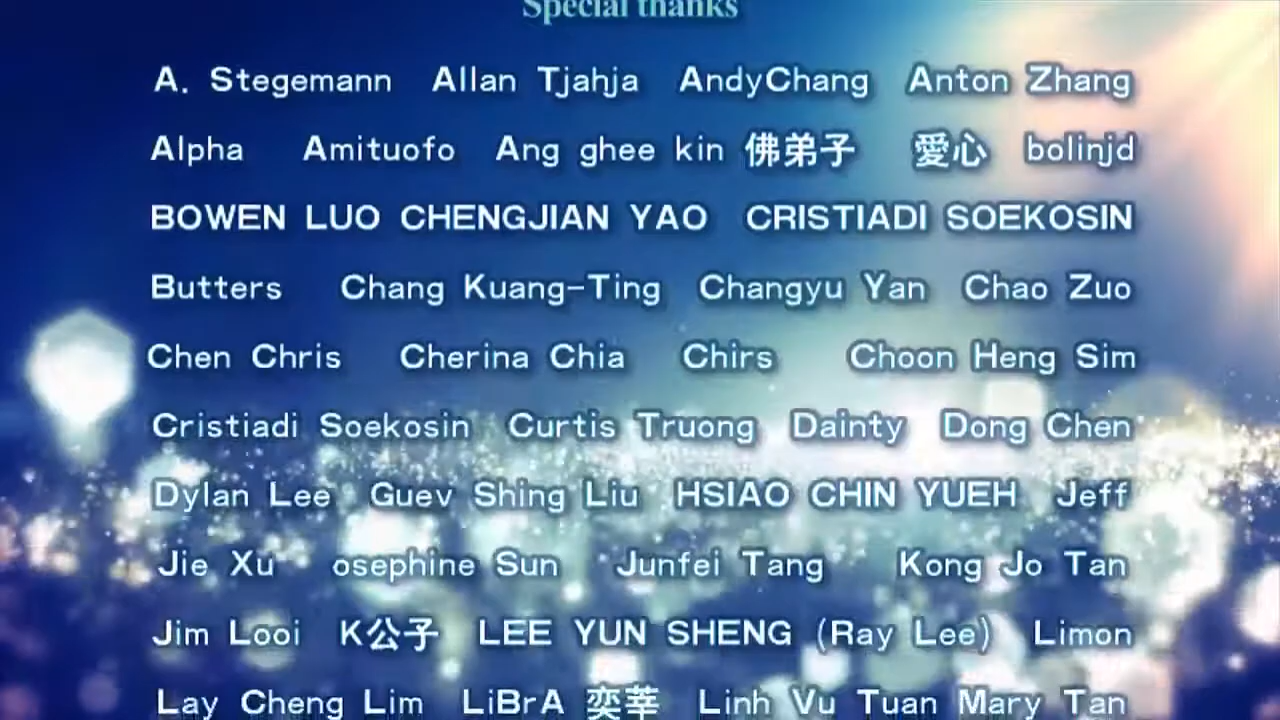 Special thanks
A. Stegemann Allan Tjahja AndyChang Anton Zhang
Alpha Amituofo Ang ghee kin 佛弟子 愛心 bolinjd
BOWEN LUO CHENGJIAN YAO CRISTIADI SOEKOSIN
Butters Chang Kuang-Ting Changyu Yan Chao Zuo
Chen Chris Cherina Chia Chirs Choon Heng Sim
Cristiadi Soekosin Curtis Truong Dainty Dong Chen
Dylan Lee Guev Shing Liu HSIAO CHIN YUEH Jeff
Jie Xu osephine Sun Junfei Tang Kong Jo Tan
Jim Looi K公子 LEE YUN SHENG (Ray Lee) Limon
Lay Cheng Lim LiBrA 奕莘 Linh Vu Tuan Mary Tan